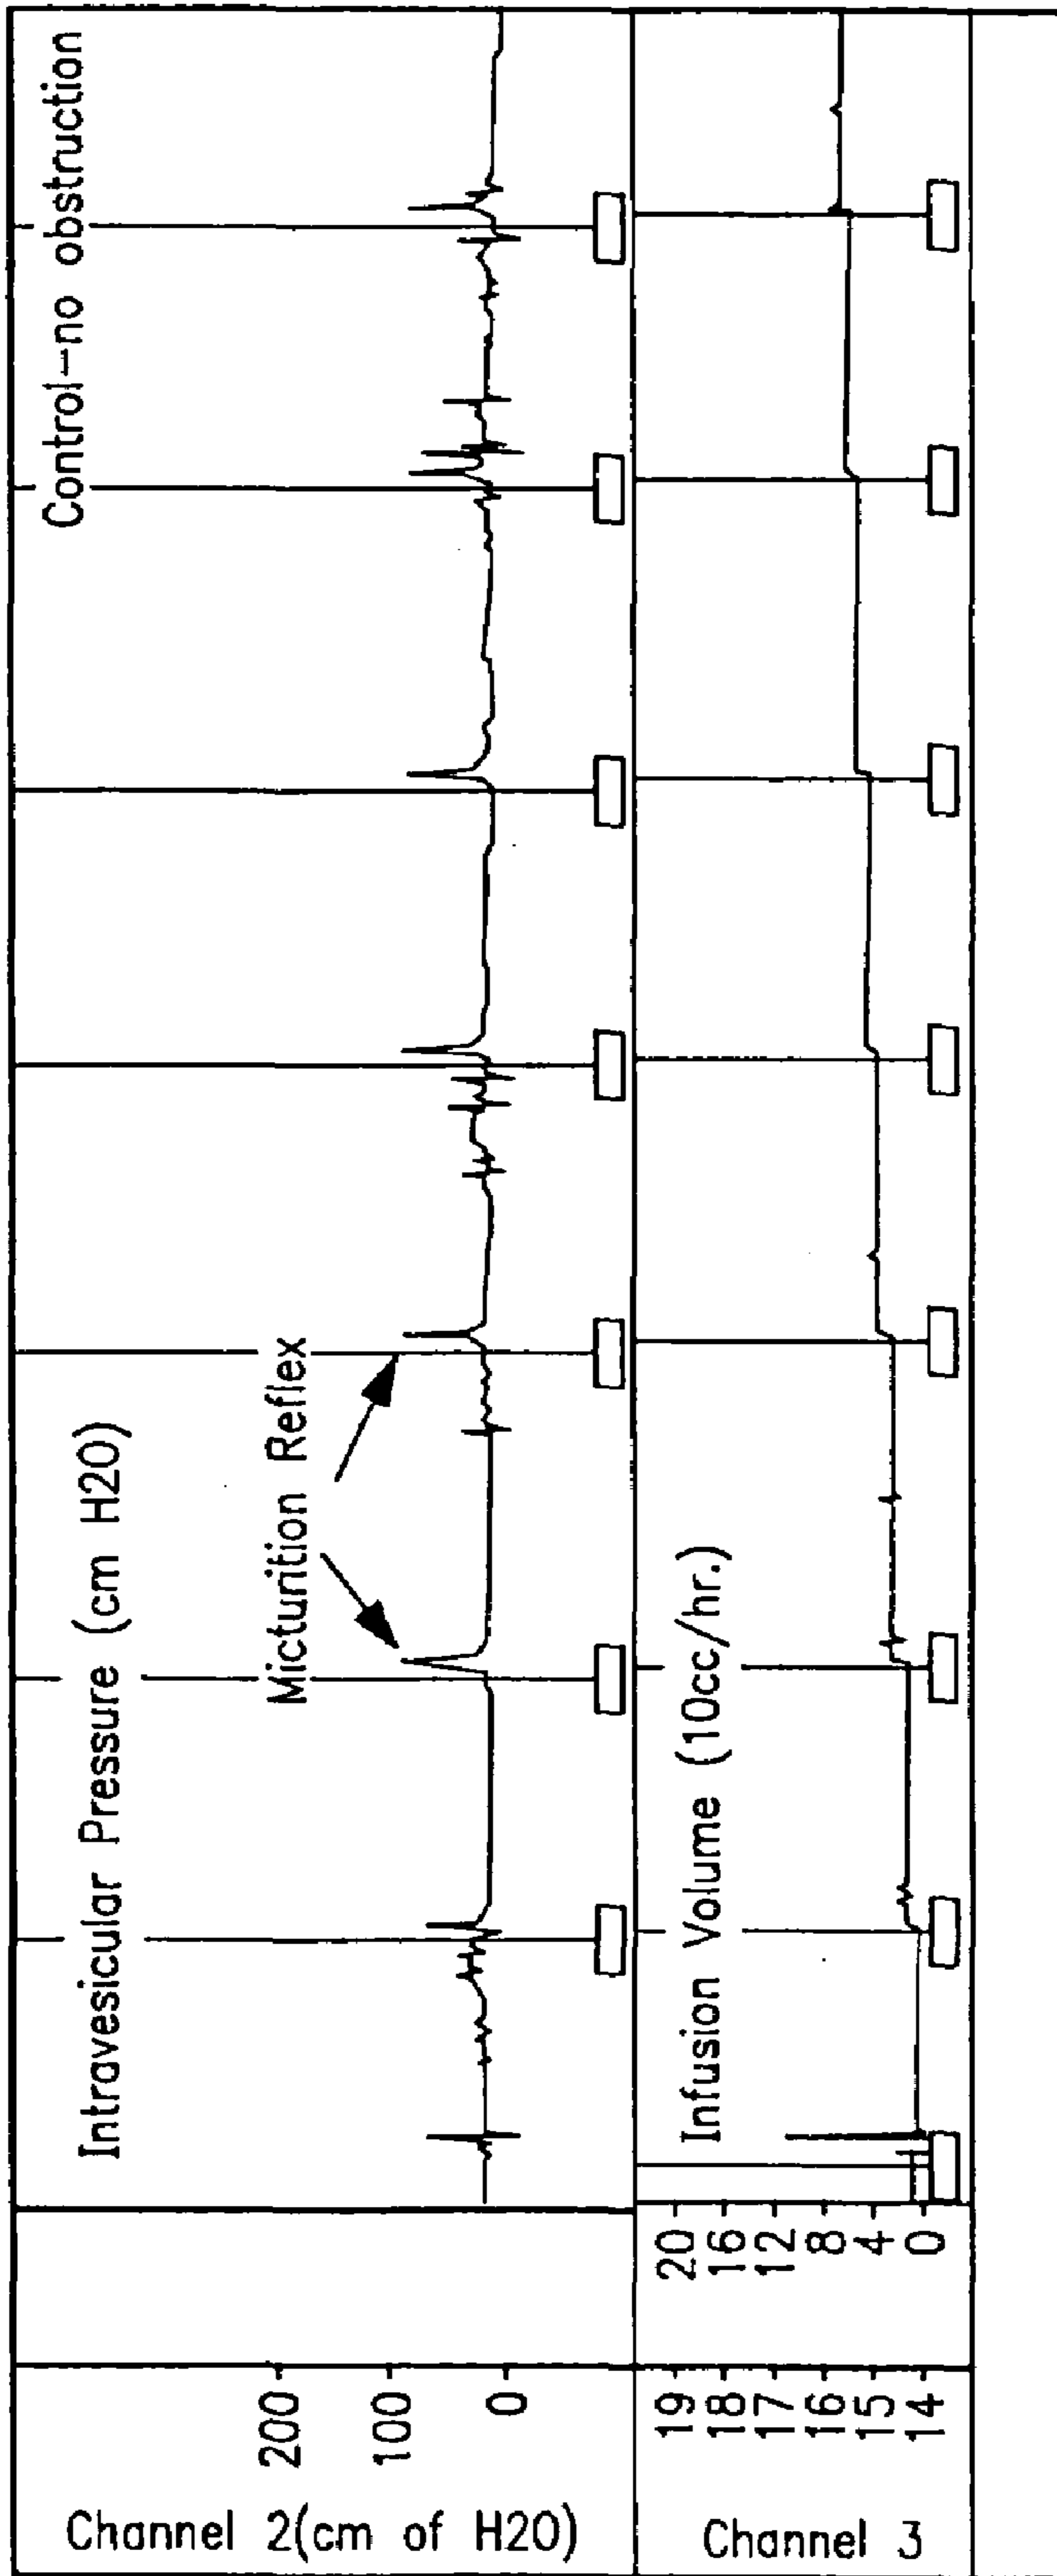 Control-no obstruction
Intravesicular Pressure (cm H20)
Micturition Reflex
200
100
0
Channel 2(cm of H2O)
Infusion Volume (10cc/hr.)
20
16
12
8
4
0
19
18
17
16
15
14
Channel 3